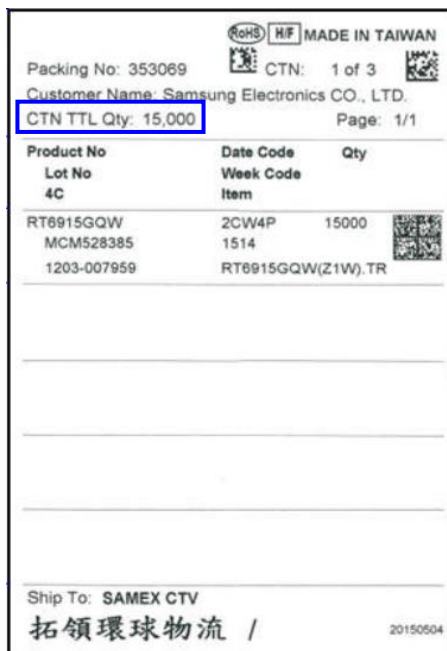 RoHS H/F MADE IN TAIWAN
Packing No: 353069 CTN: 1 of 3
Customer Name: Samsung Electronics CO., LTD.
CTN TTL Qty: 15,000 Page: 1/1
Product No Date Code Qty
Lot No Week Code
4C Item
RT6915GQW 2CW4P 15000
MCM528385 1514
1203-007959 RT6915GQW(Z1W).TR
Ship To: SAMEX CTV
拓領環球物流 / 20150504